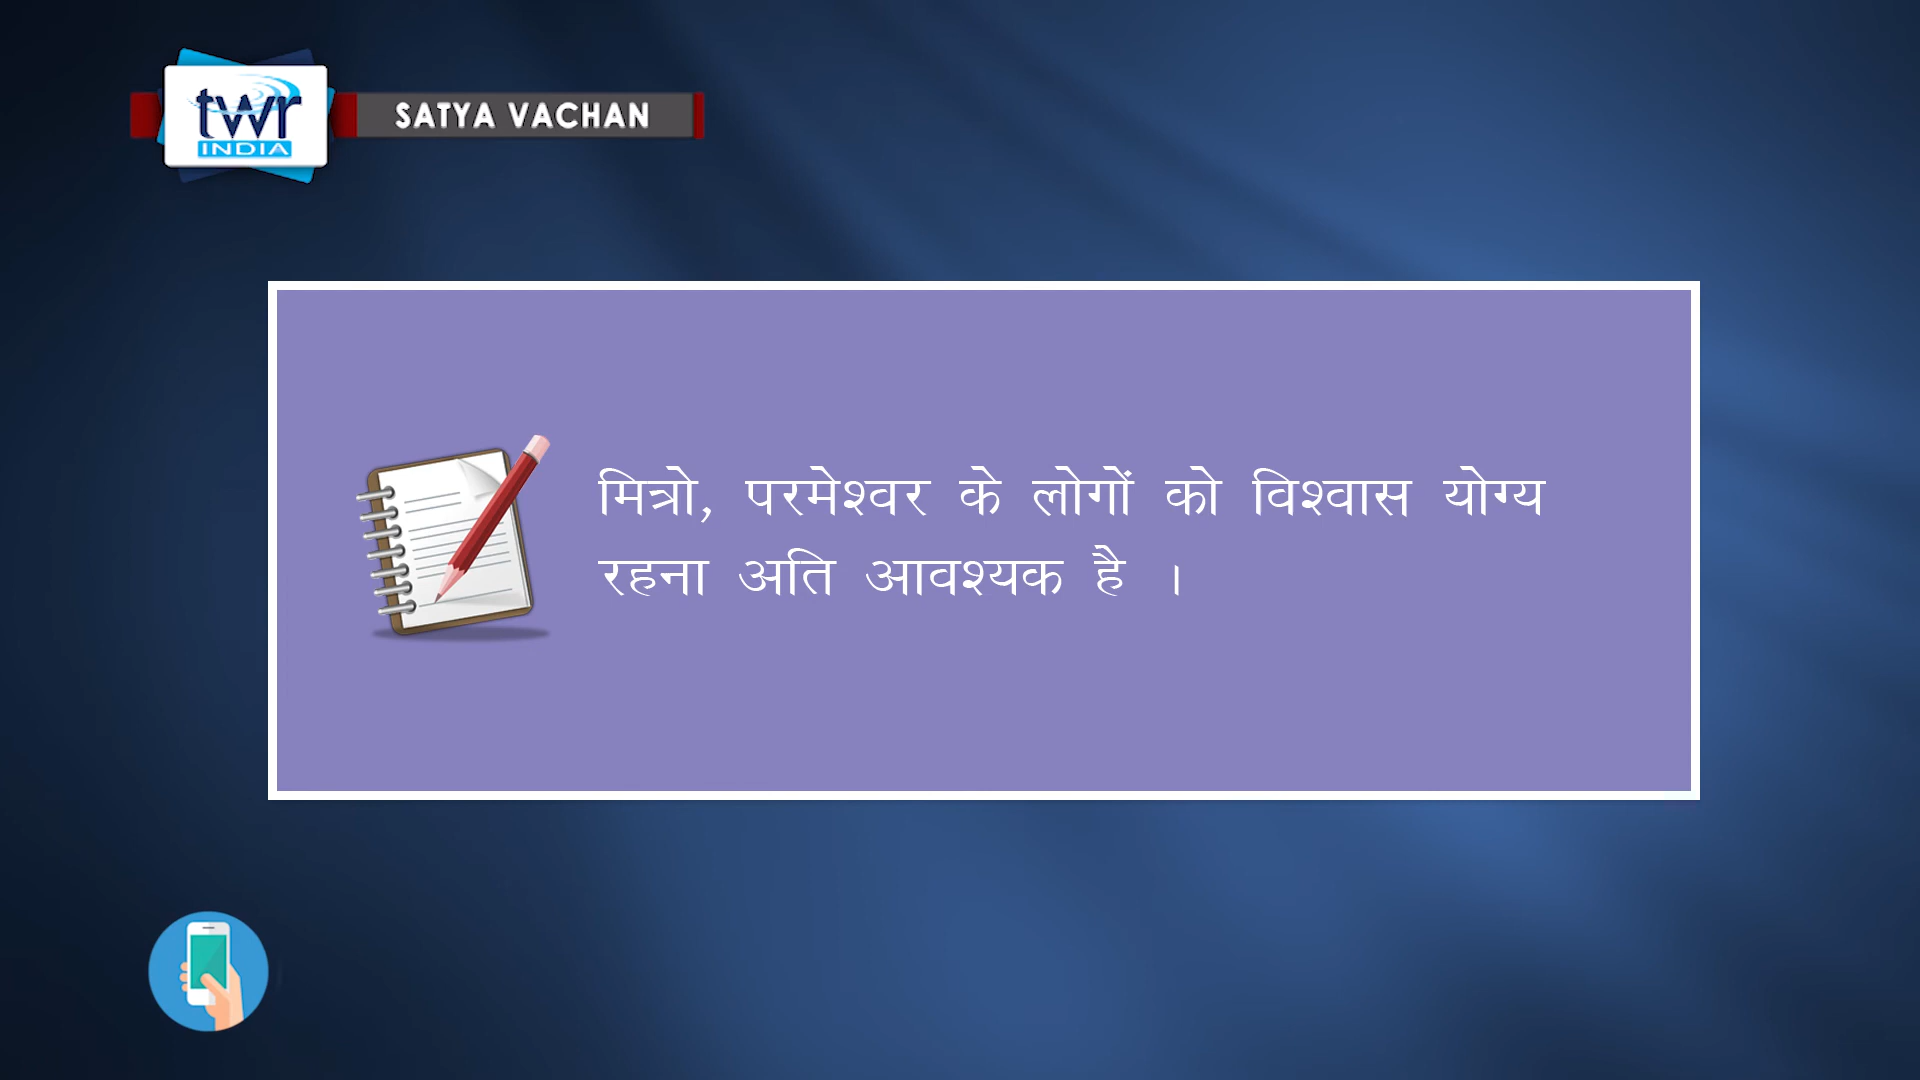 twr
INDIA
SATYA VACHAN
मित्रो, परमेश्वर के लोगों को विश्वास योग्य
रहना अति आवश्यक है ।